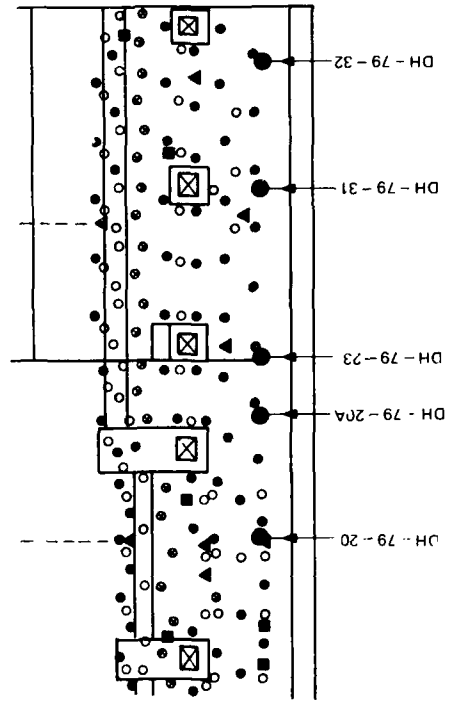 DH - 79 - 32
DH - 79 - 31
DH - 79 - 23
DH - 79 - 20A
DH - 79 - 20